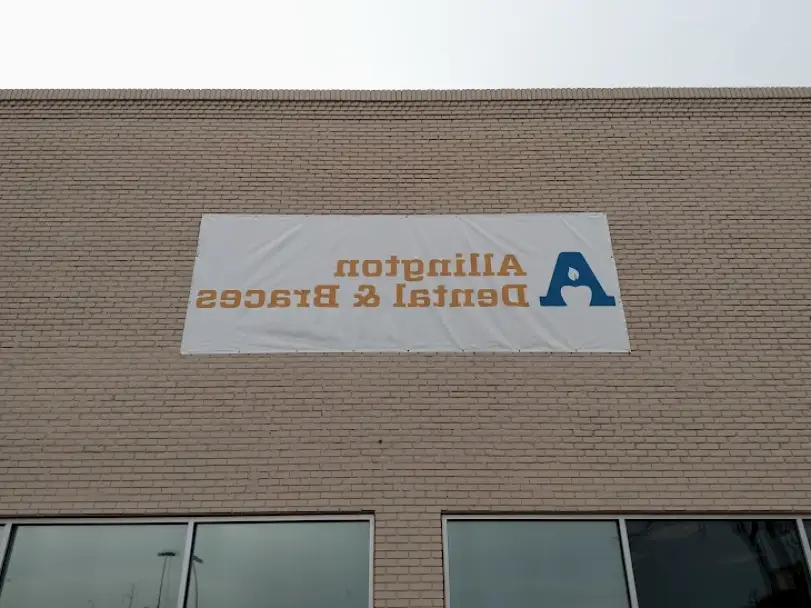 A
Allington
Dental & Braces